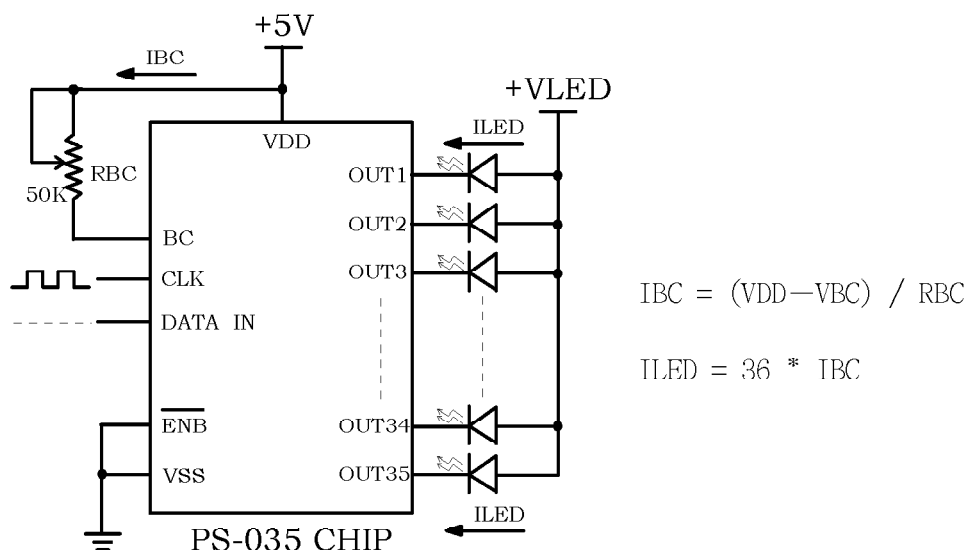 +5V
IBC
+VLED
VDD
ILED
RBC
50K
OUT1
OUT2
BC
OUT3
CLK
DATA IN
IBC = (VDD−VBC) / RBC
ILED = 36 * IBC
ENB
OUT34
VSS
OUT35
ILED
PS-035 CHIP